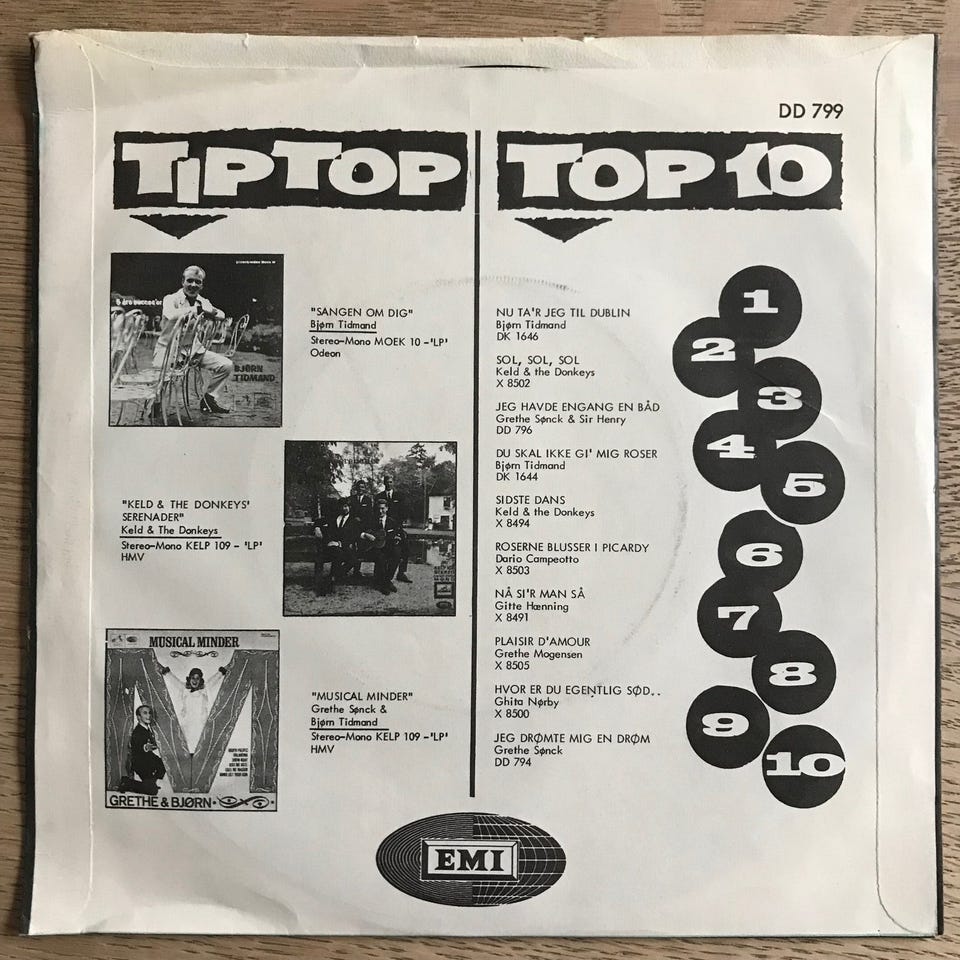 DD 799
TIP TOP
5 års succes'er
BJØRN
TIDMAND
"SANGEN OM DIG"
Bjørn Tidmand
Stereo-Mono MOEK 10 -'LP'
Odeon
"KELD & THE DONKEYS'
SERENADER"
Keld & The Donkeys
Stereo-Mono KELP 109 - 'LP'
HMV
MUSICAL MINDER
GRETHE & BJØRN
"MUSICAL MINDER"
Grethe Sønck &
Bjørn Tidmand
Stereo-Mono KELP 109 -'LP'
HMV
TOP 10
NU TA'R JEG TIL DUBLIN
Bjørn Tidmand
DK 1646
SOL, SOL, SOL
Keld & the Donkeys
X 8502
JEG HAVDE ENGANG EN BÅD
Grethe Sønck & Sir Henry
DD 796
DU SKAL IKKE GI' MIG ROSER
Bjørn Tidmand
DK 1644
SIDSTE DANS
Keld & the Donkeys
X 8494
ROSERNE BLUSSER I PICARDY
Dario Campeotto
X 8503
NÅ SI'R MAN SÅ
Gitte Hænning
X 8491
PLAISIR D'AMOUR
Grethe Mogensen
X 8505
HVOR ER DU EGENTLIG SØD..
Ghita Nørby
X 8500
JEG DRØMTE MIG EN DRØM
Grethe Sønck
DD 794
1
2
3
4
5
6
7
8
9
10
EMI